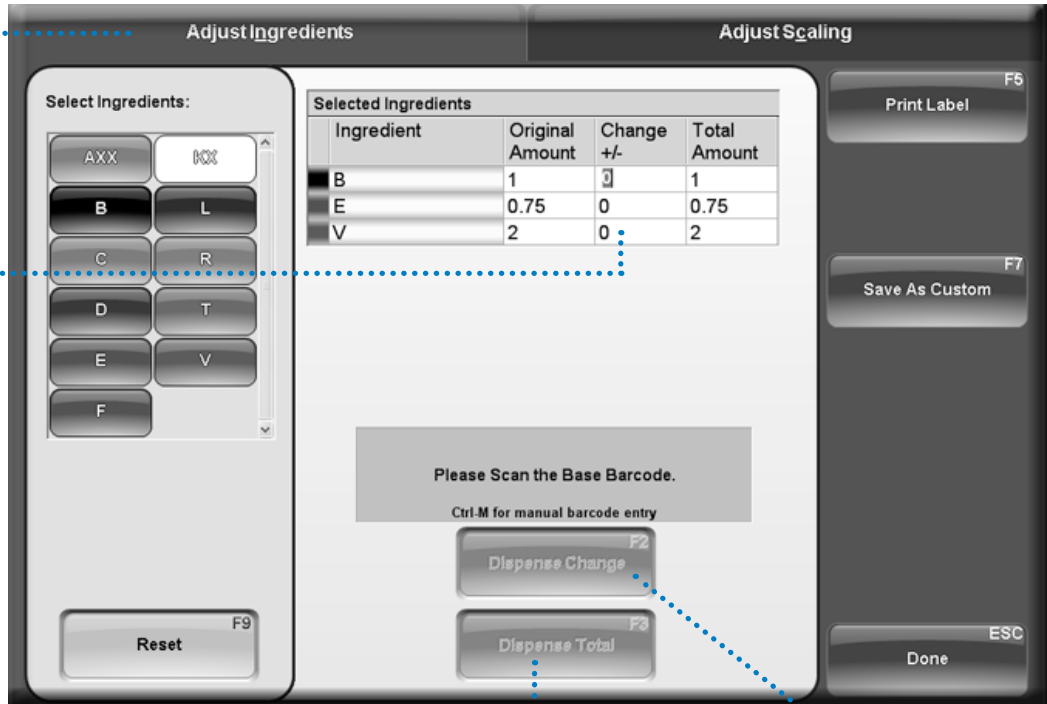 Adjust Ingredients
Adjust Scaling
Select Ingredients:
AXX
KX
B
L
C
R
D
T
E
V
F
F9
Reset
Selected Ingredients
Ingredient Original Amount Change +/- Total Amount
B 1 0 1
E 0.75 0 0.75
V 2 0 2
Please Scan the Base Barcode.
Ctrl-M for manual barcode entry
F2
Dispense Change
F3
Dispense Total
F5
Print Label
F7
Save As Custom
ESC
Done